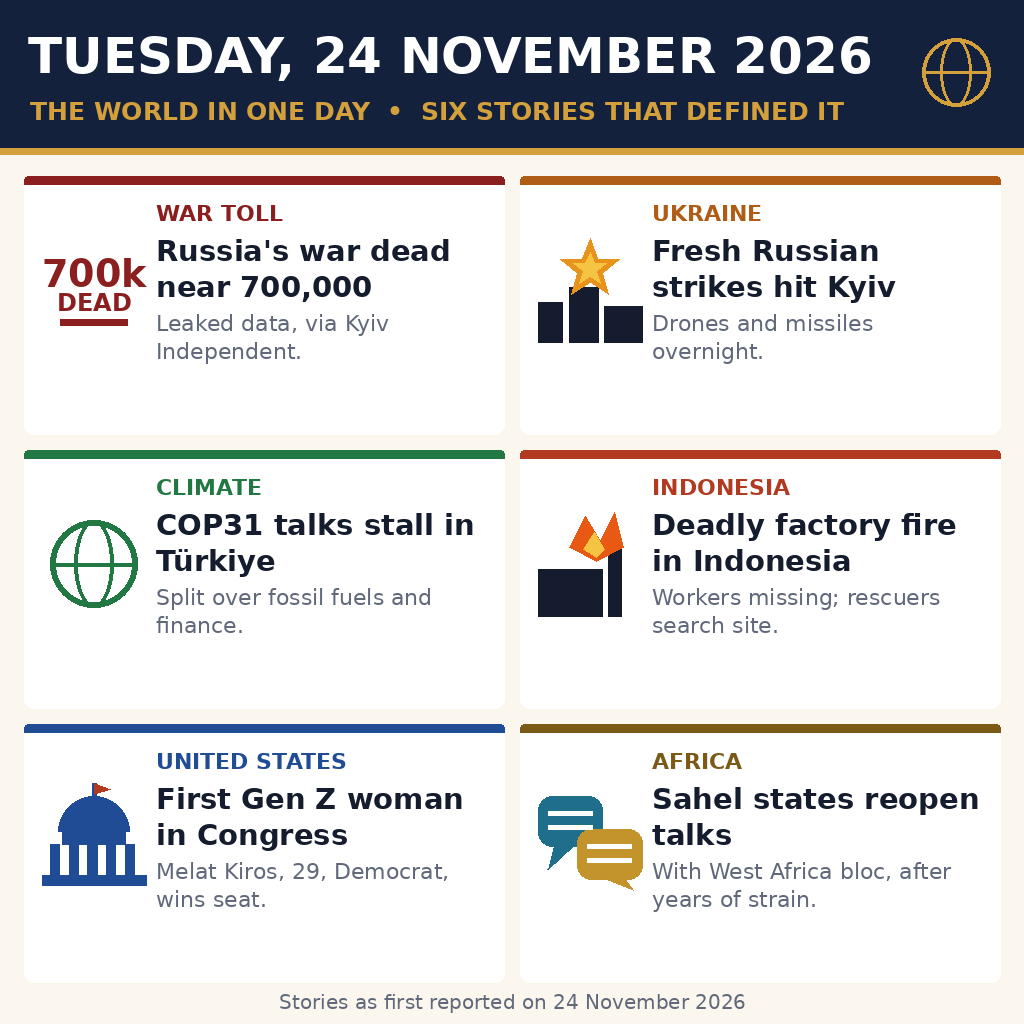 TUESDAY, 24 NOVEMBER 2026
THE WORLD IN ONE DAY • SIX STORIES THAT DEFINED IT
WAR TOLL
700k
DEAD
Russia's war dead
near 700,000
Leaked data, via Kyiv
Independent.
UKRAINE
Fresh Russian
strikes hit Kyiv
Drones and missiles
overnight.
CLIMATE
COP31 talks stall in
Türkiye
Split over fossil fuels and
finance.
INDONESIA
Deadly factory fire
in Indonesia
Workers missing; rescuers
search site.
UNITED STATES
First Gen Z woman
in Congress
Melat Kiros, 29, Democrat,
wins seat.
AFRICA
Sahel states reopen
talks
With West Africa bloc, after
years of strain.
Stories as first reported on 24 November 2026